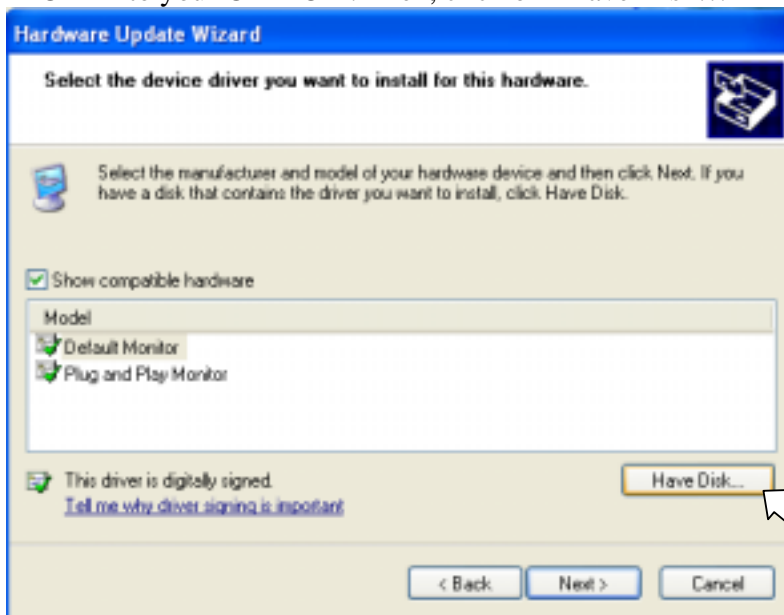 Hardware Update Wizard
Select the device driver you want to install for this hardware.
Select the manufacturer and model of your hardware device and then click Next. If you
have a disk that contains the driver you want to install, click Have Disk.
Show compatible hardware
Model
Default Monitor
Plug and Play Monitor
This driver is digitally signed.
Have Disk...
Tell me why driver signing is important
< Back
Next >
Cancel